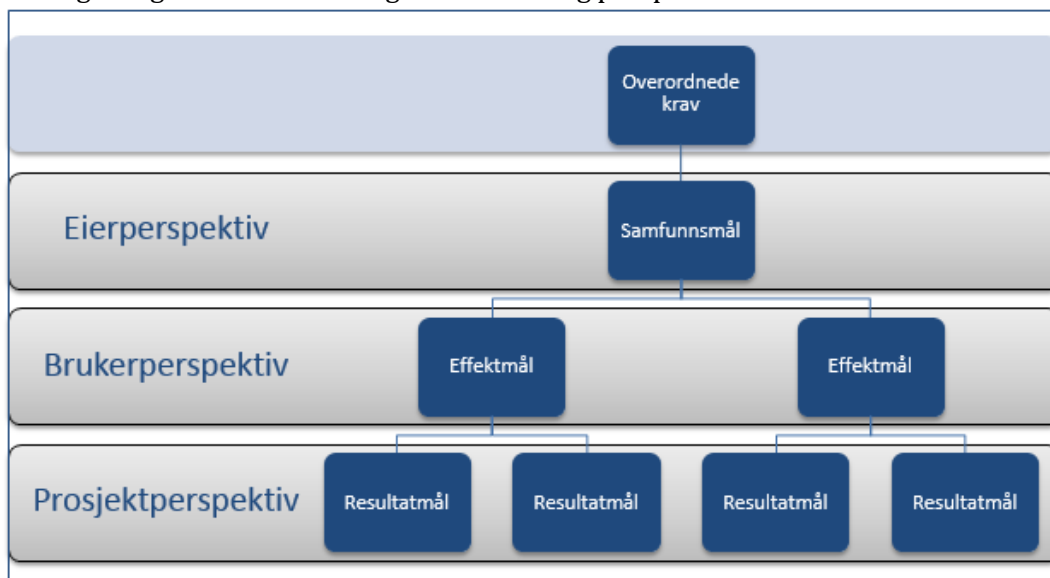 Overordnede
krav
Eierperspektiv
Samfunnsmål
Brukerperspektiv
Effektmål
Effektmål
Prosjektperspektiv
Resultatmål
Resultatmål
Resultatmål
Resultatmål